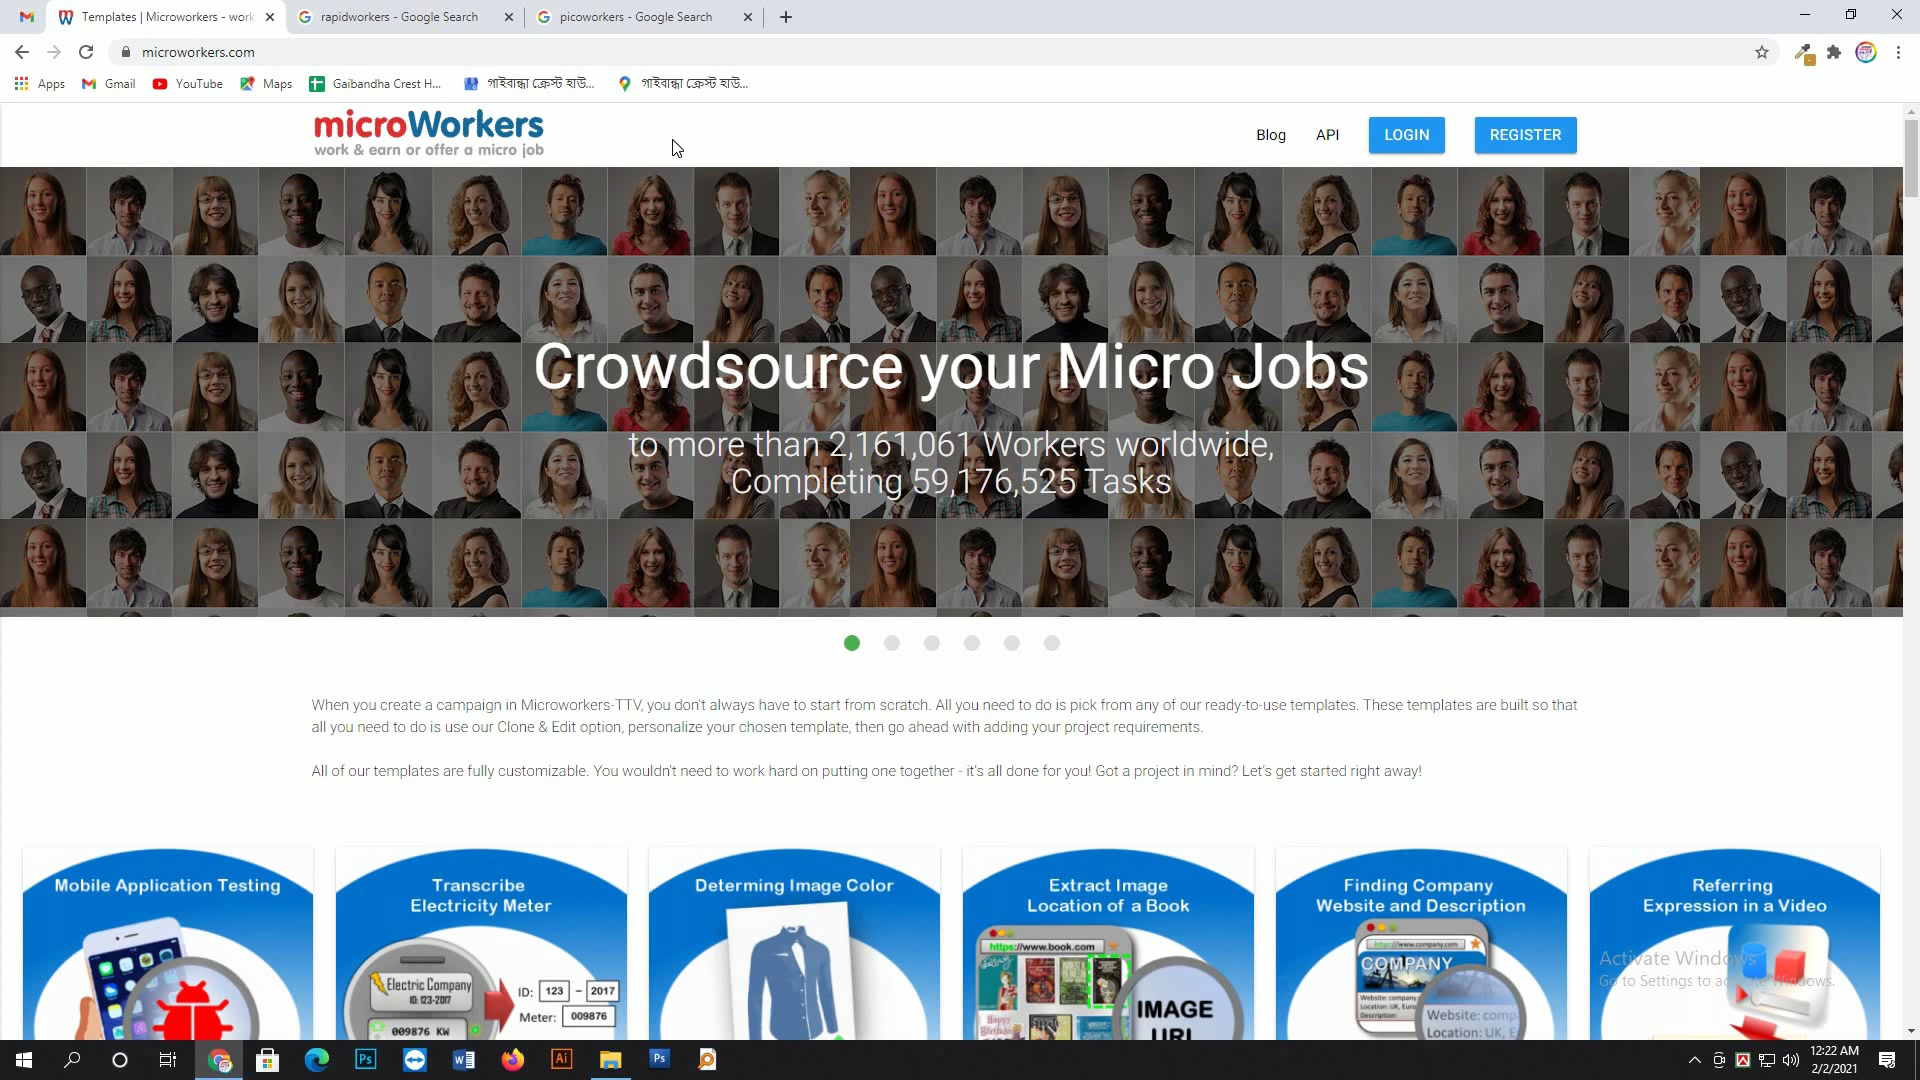 Templates | Microworkers - work
rapidworkers - Google Search
picoworkers - Google Search
microworkers.com
Apps
Gmail
YouTube
Maps
Gaibandha Crest H...
গাইবান্ধা ক্রেস্ট হাউ...
গাইবান্ধা ক্রেস্ট হাউ...
microWorkers
work & earn or offer a micro job
Blog
API
LOGIN
REGISTER
Crowdsource your Micro Jobs
to more than 2,161,061 Workers worldwide,
Completing 59,176,525 Tasks
When you create a campaign in Microworkers-TTV, you don't always have to start from scratch. All you need to do is pick from any of our ready-to-use templates. These templates are built so that
all you need to do is use our Clone & Edit option, personalize your chosen template, then go ahead with adding your project requirements.
All of our templates are fully customizable. You wouldn't need to work hard on putting one together - it's all done for you! Got a project in mind? Let's get started right away!
Mobile Application Testing
Transcribe
Electricity Meter
Electric Company
ID: 123-2017
009876 KW
ID: 123 - 2017
Meter: 009876
Determing Image Color
Extract Image
Location of a Book
https://www.book.com
IMAGE
URL
Finding Company
Website and Description
https://www.company.com
COMPANY
Website: company
Location: UK, Euro
Description:
Website: comp
Location: UK, E
Referring
Expression in a Video
Activate Windows
Go to Settings to activate Windows.
12:22 AM
2/2/2021